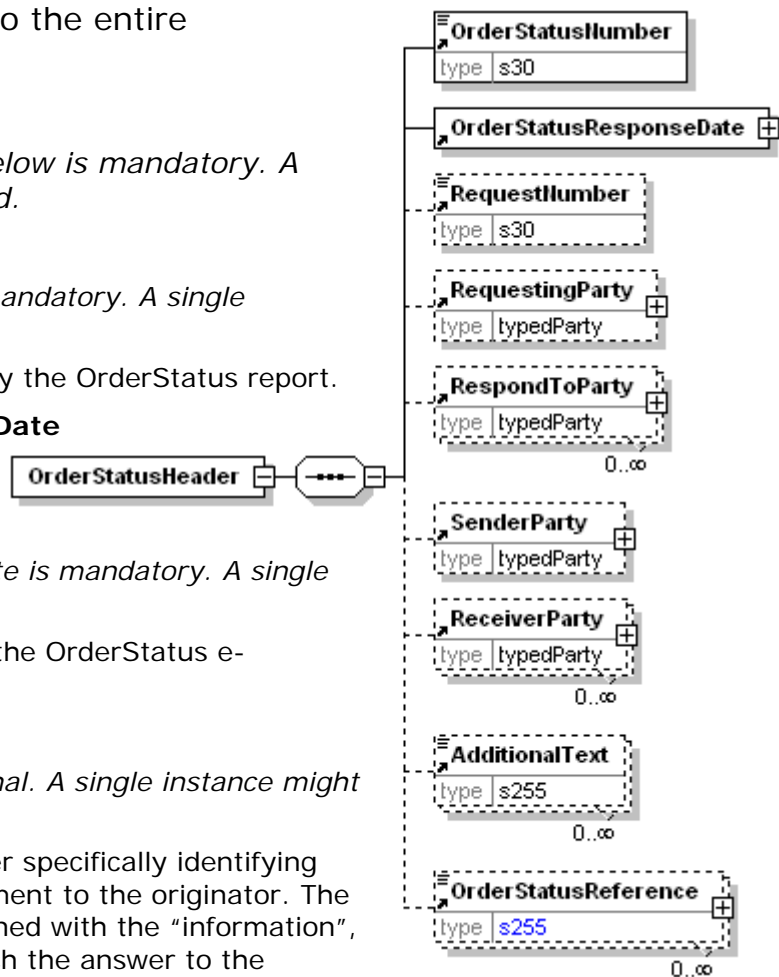 o the entire
elow is mandatory. A
d.
andatory. A single
y the OrderStatus report.
Date
te is mandatory. A single
the OrderStatus e-
nal. A single instance might
er specifically identifying
nent to the originator. The
ned with the “information”,
h the answer to the
OrderStatusHeader
OrderStatusNumber
type s30
OrderStatusResponseDate
RequestNumber
type s30
RequestingParty
type typedParty
RespondToParty
type typedParty
0..∞
SenderParty
type typedParty
ReceiverParty
type typedParty
0..∞
AdditionalText
type s255
0..∞
OrderStatusReference
type s255
0..∞